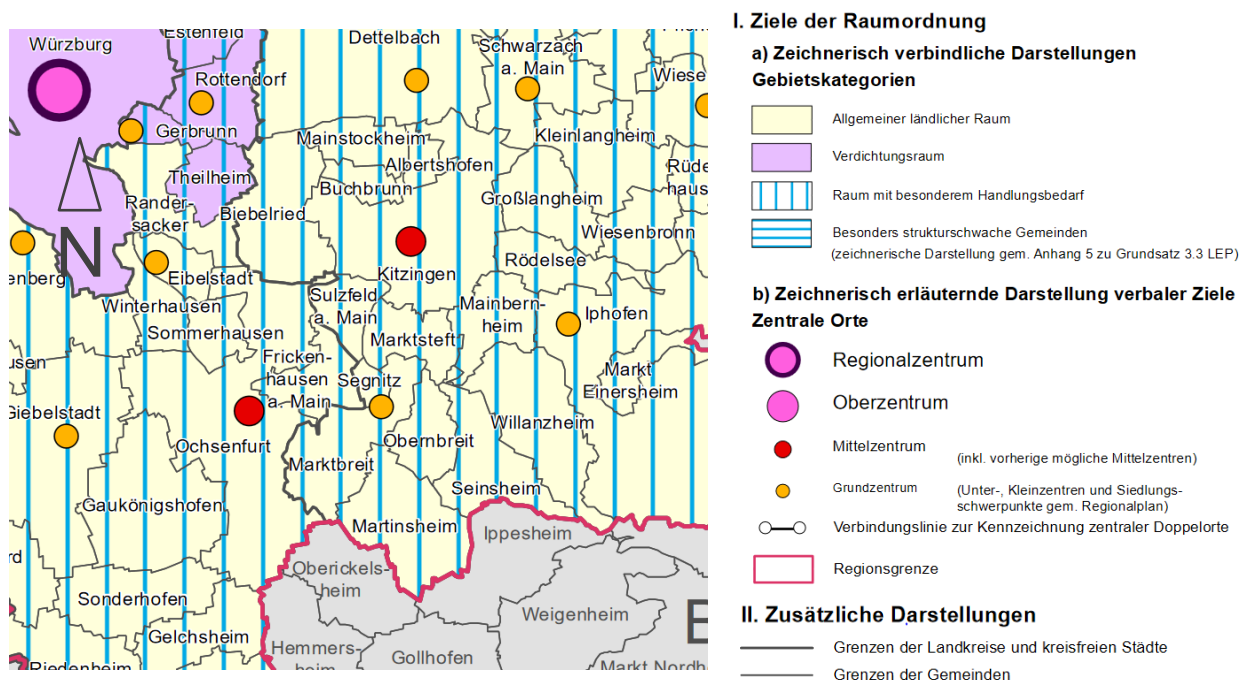 Estenfeld
Würzburg
Dettelbach
Schwarzach
a. Main
Rottendorf
Wiese
Gerbrunn
Mainstockheim
Kleinlangheim
Albertshofen
Rüde
haus
Theilheim
Buchbrunn
Großlangheim
Rander-
sacker
Biebelried
Wiesenbronn
N
Rödelsee
enberg
Eibelstadt
Kitzingen
Winterhausen
Sulzfeld
a. Main
Mainbern-
heim
Iphofen
Sommerhausen
Marktsteft
usen
Fricken-
hausen
a. Main
Segnitz
Markt
Einersheim
Giebelstadt
Willanzheim
Ochsenfurt
Obernbreit
Marktbreit
Seinsheim
Gaukönigshofen
Martinsheim
Ippesheim
rd
Oberickels-
heim
Sonderhofen
Weigenheim
Gelchsheim
Hemmers-
heim
Gollhofen
Riedenheim
Markt Nordh
I. Ziele der Raumordnung
a) Zeichnerisch verbindliche Darstellungen
Gebietskategorien
Allgemeiner ländlicher Raum
Verdichtungsraum
Raum mit besonderem Handlungsbedarf
Besonders strukturschwache Gemeinden
(zeichnerische Darstellung gem. Anhang 5 zu Grundsatz 3.3 LEP)
b) Zeichnerisch erläuternde Darstellung verbaler Ziele
Zentrale Orte
Regionalzentrum
Oberzentrum
Mittelzentrum (inkl. vorherige mögliche Mittelzentren)
Grundzentrum (Unter-, Kleinzentren und Siedlungs-
schwerpunkte gem. Regionalplan)
Verbindungslinie zur Kennzeichnung zentraler Doppelorte
Regionsgrenze
II. Zusätzliche Darstellungen
Grenzen der Landkreise und kreisfreien Städte
Grenzen der Gemeinden